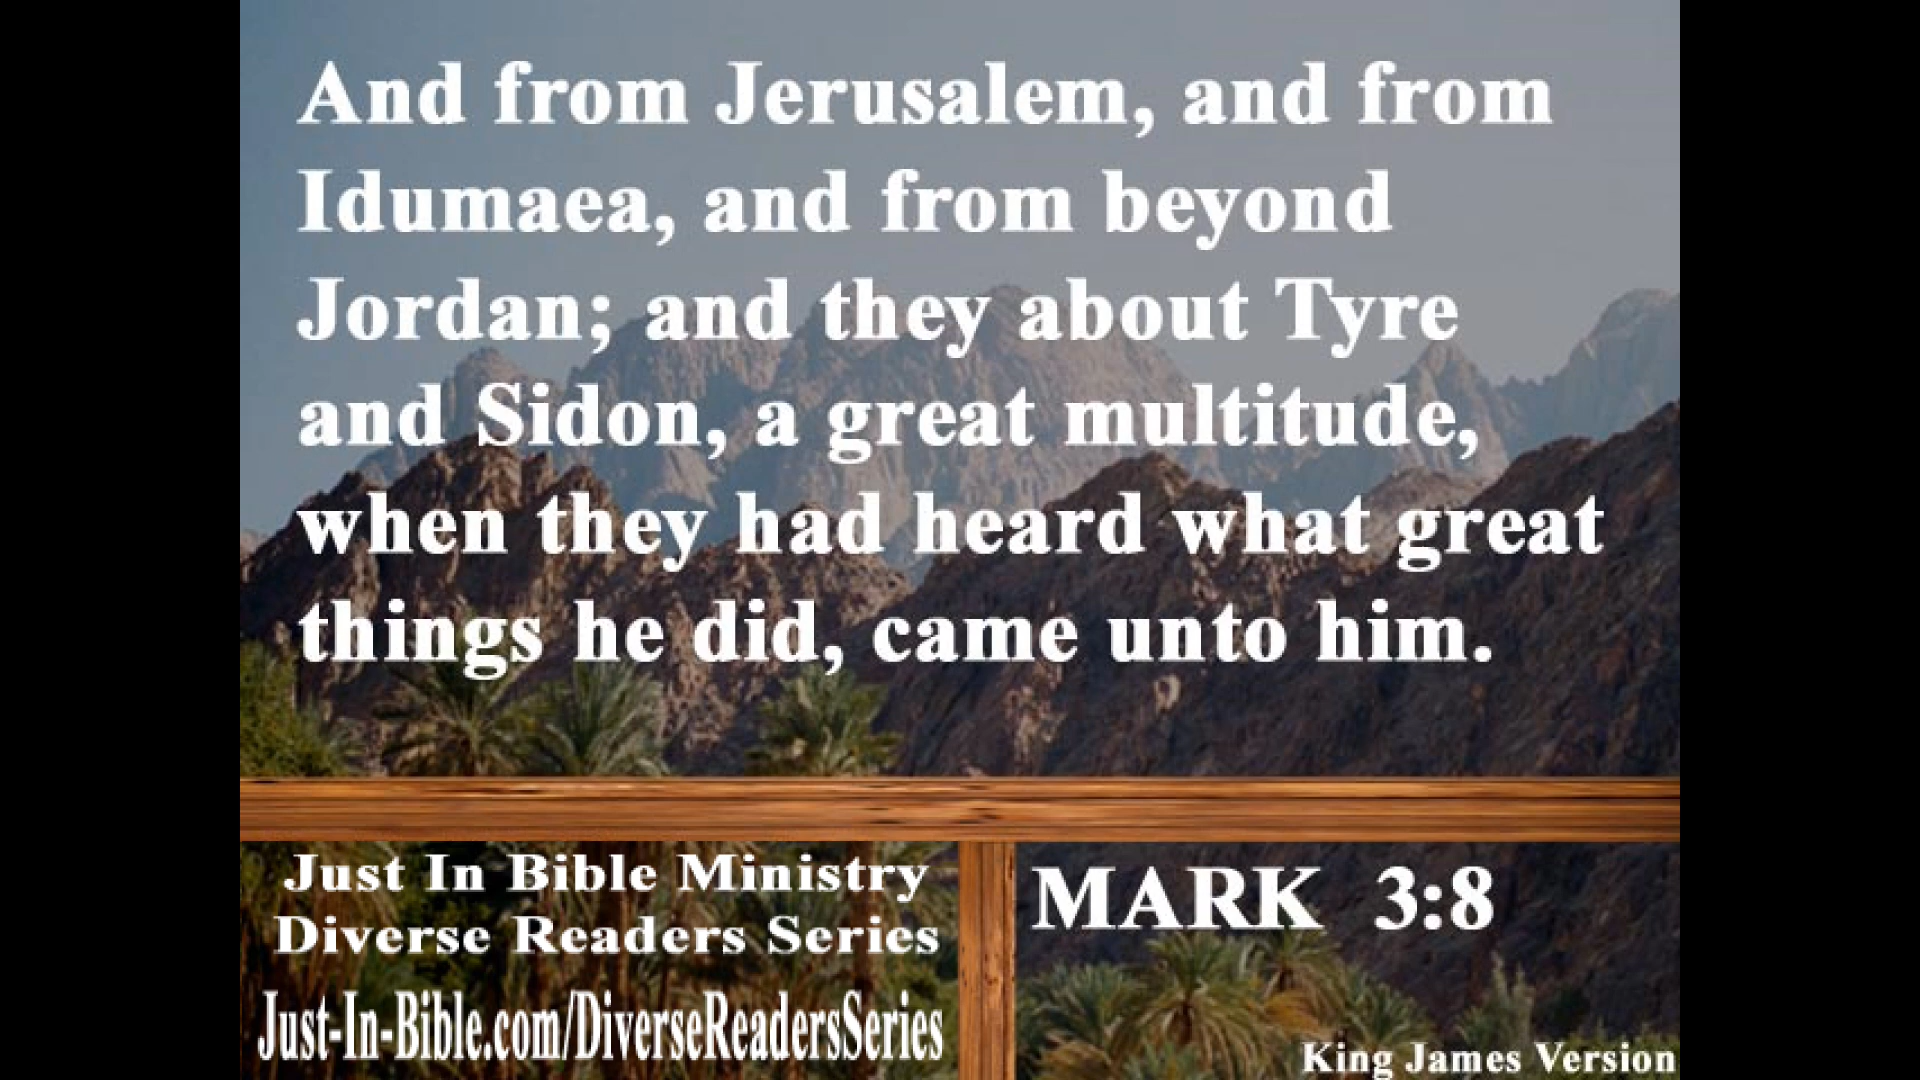 And from Jerusalem, and from
Idumaea, and from beyond
Jordan; and they about Tyre
and Sidon, a great multitude,
when they had heard what great
things he did, came unto him.
Just In Bible Ministry
Diverse Readers Series
Just-In-Bible.com/DiverseReadersSeries
MARK 3:8
King James Version